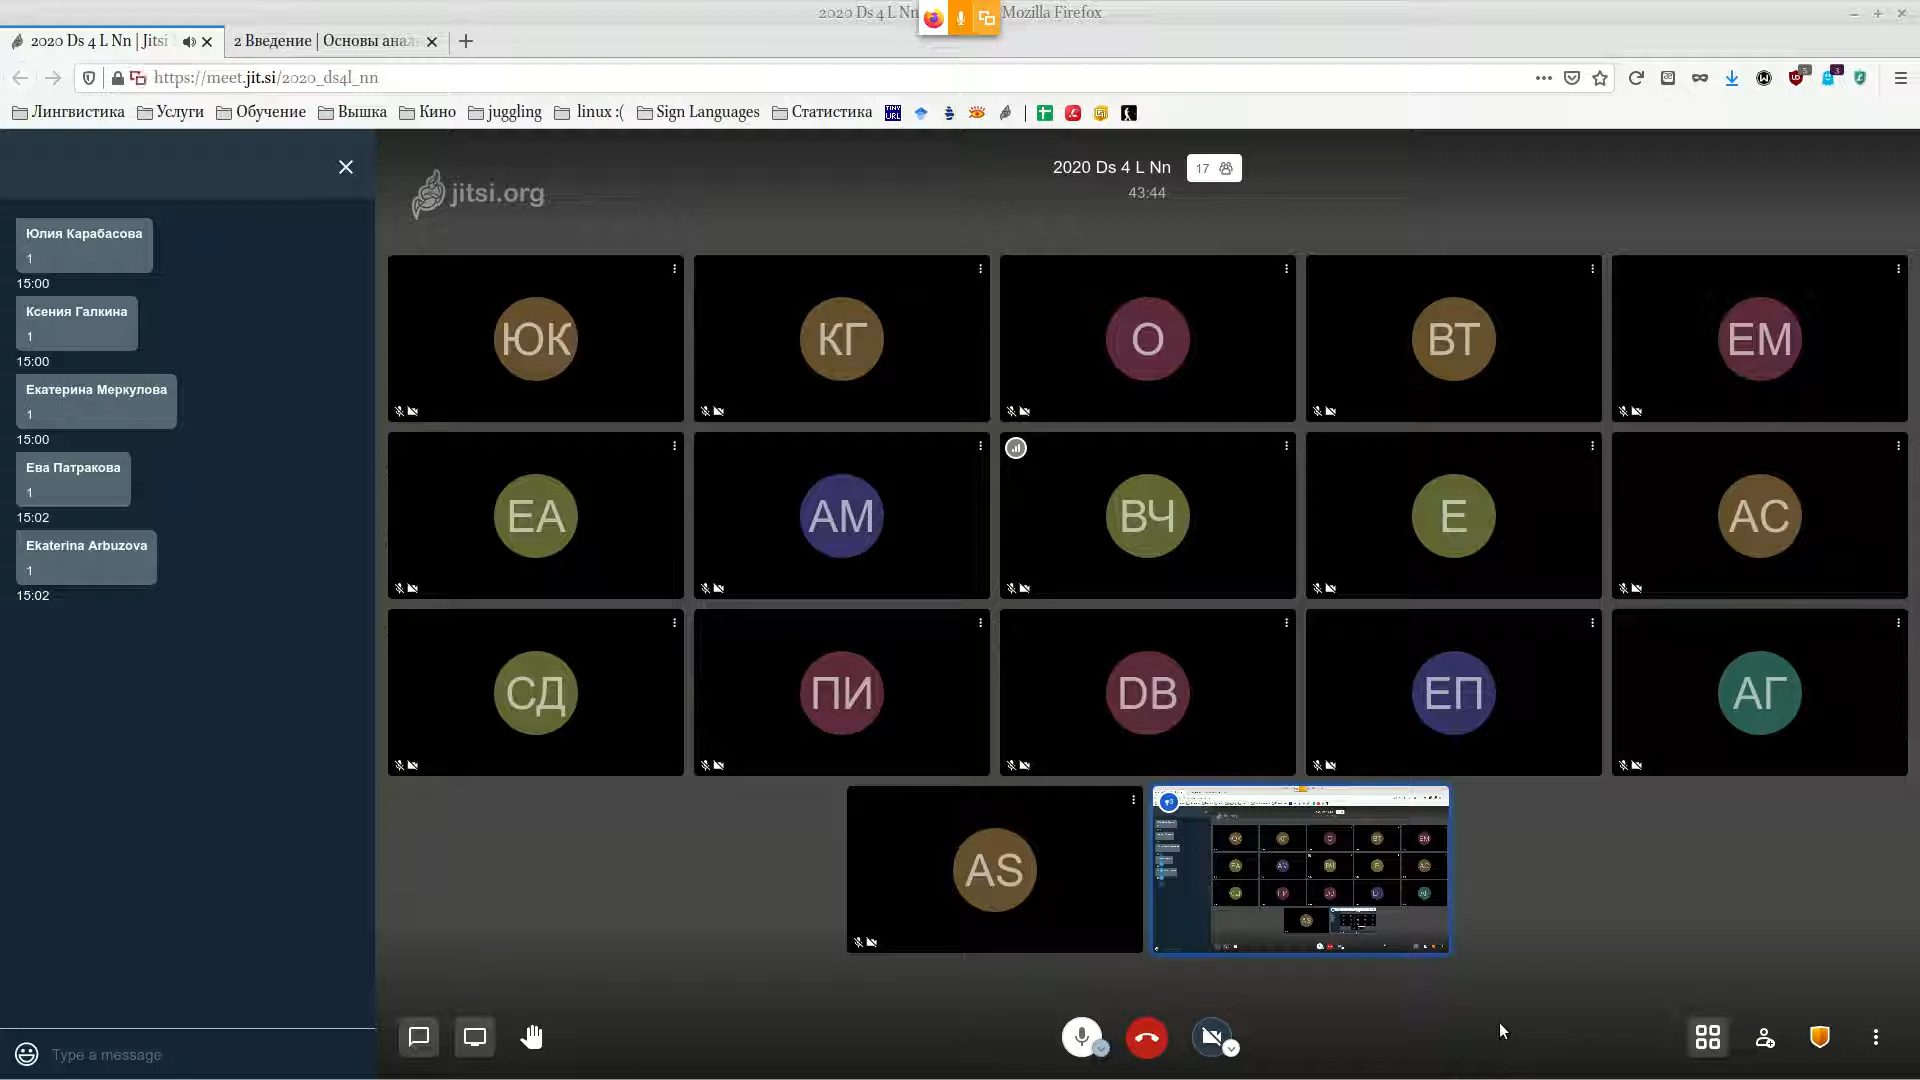 2020 Ds 4 L Nn
Mozilla Firefox
2020 Ds 4 L Nn | Jitsi
2 Введение | Основы анал
https://meet.jit.si/2020_ds4l_nn
Лингвистика
Услуги
Обучение
Вышка
Кино
juggling
linux :(
Sign Languages
Статистика
TINY
URL
jitsi.org
2020 Ds 4 L Nn
17
43:44
Юлия Карабасова
1
15:00
Ксения Галкина
1
15:00
Екатерина Меркулова
1
15:00
Ева Патракова
1
15:02
Ekaterina Arbuzova
1
15:02
ЮК
КГ
О
ВТ
ЕМ
ЕА
АМ
ВЧ
Е
АС
СД
ПИ
DB
ЕП
АГ
AS
Type a message